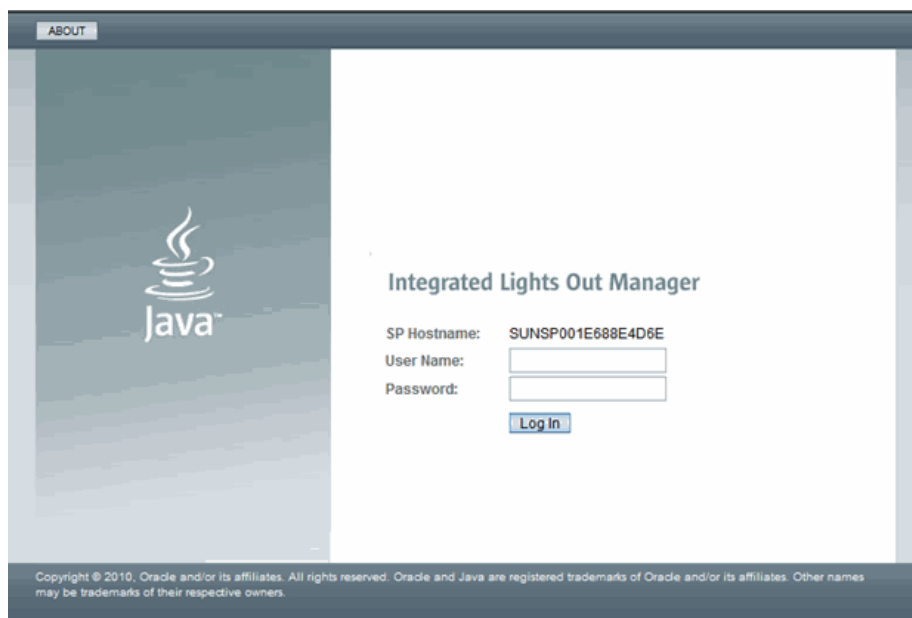 ABOUT
Java™
Integrated Lights Out Manager
SP Hostname: SUNSP001E688E4D6E
User Name:
Password:
Log In
Copyright © 2010, Oracle and/or its affiliates. All rights reserved. Oracle and Java are registered trademarks of Oracle and/or its affiliates. Other names
may be trademarks of their respective owners.